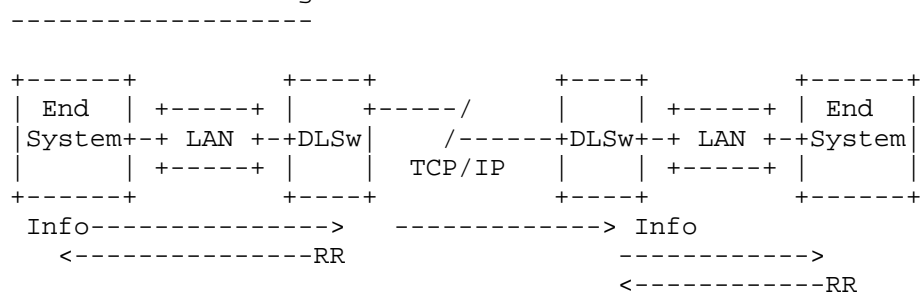 -------------------
+------+ +----+ +----+ +------+
| End | +-----+ | +-----/ | | +-----+ | End |
|System+-+ LAN +-+DLSw| /------+DLSw+-+ LAN +-+System|
| | +-----+ | | TCP/IP | | +-----+ | |
+------+ +----+ +----+ +------+
Info---------------> -------------> Info
<---------------RR ------------>
<------------RR